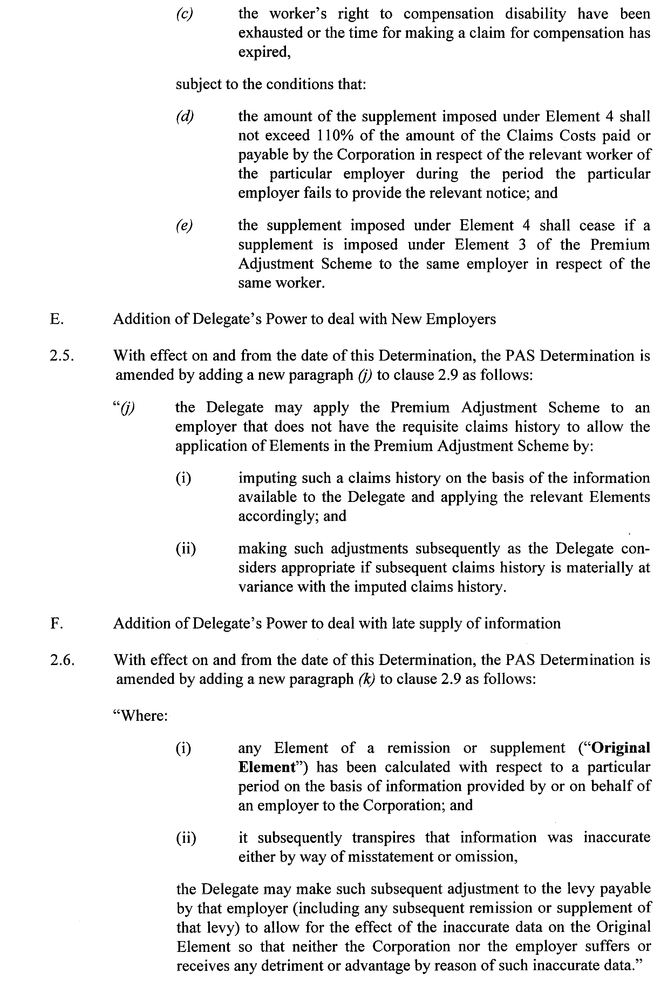 (c) the worker's right to compensation disability have been
exhausted or the time for making a claim for compensation has
expired,
subject to the conditions that:
(d) the amount of the supplement imposed under Element 4 shall
not exceed 110% of the amount of the Claims Costs paid or
payable by the Corporation in respect of the relevant worker of
the particular employer during the period the particular
employer fails to provide the relevant notice; and
(e) the supplement imposed under Element 4 shall cease if a
supplement is imposed under Element 3 of the Premium
Adjustment Scheme to the same employer in respect of the
same worker.
E. Addition of Delegate's Power to deal with New Employers
2.5. With effect on and from the date of this Determination, the PAS Determination is
amended by adding a new paragraph (j) to clause 2.9 as follows:
“(j) the Delegate may apply the Premium Adjustment Scheme to an
employer that does not have the requisite claims history to allow the
application of Elements in the Premium Adjustment Scheme by:
(i) imputing such a claims history on the basis of the information
available to the Delegate and applying the relevant Elements
accordingly; and
(ii) making such adjustments subsequently as the Delegate con-
siders appropriate if subsequent claims history is materially at
variance with the imputed claims history.
F. Addition of Delegate's Power to deal with late supply of information
2.6. With effect on and from the date of this Determination, the PAS Determination is
amended by adding a new paragraph (k) to clause 2.9 as follows:
“Where:
(i) any Element of a remission or supplement (“Original
Element”) has been calculated with respect to a particular
period on the basis of information provided by or on behalf of
an employer to the Corporation; and
(ii) it subsequently transpires that information was inaccurate
either by way of misstatement or omission,
the Delegate may make such subsequent adjustment to the levy payable
by that employer (including any subsequent remission or supplement of
that levy) to allow for the effect of the inaccurate data on the Original
Element so that neither the Corporation nor the employer suffers or
receives any detriment or advantage by reason of such inaccurate data.”